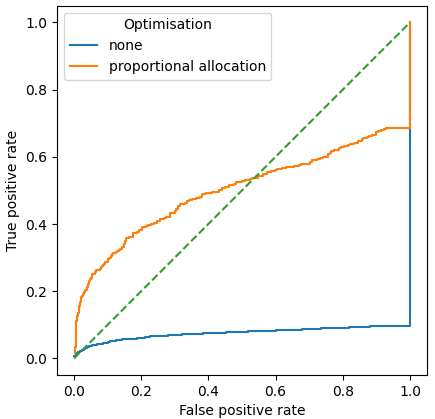 Optimisation
none
proportional allocation
1.0
0.8
0.6
0.4
0.2
0.0
True positive rate
0.0 0.2 0.4 0.6 0.8 1.0
False positive rate